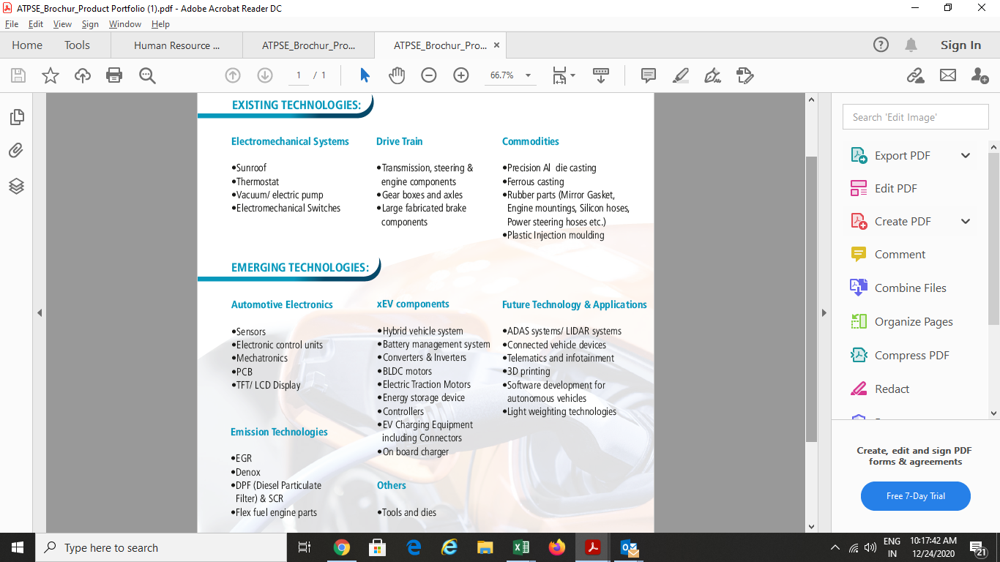 ATPSE_Brochur_Product Portfolio (1).pdf - Adobe Acrobat Reader DC
File Edit View Sign Window Help
Home Tools Human Resource ... ATPSE_Brochur_Pro... ATPSE_Brochur_Pro... × Sign In
1 / 1 66.7%
EXISTING TECHNOLOGIES:
Electromechanical Systems
•Sunroof
•Thermostat
•Vacuum/ electric pump
•Electromechanical Switches
Drive Train
•Transmission, steering &
engine components
•Gear boxes and axles
•Large fabricated brake
components
Commodities
•Precision Al die casting
•Ferrous casting
•Rubber parts (Mirror Gasket,
Engine mountings, Silicon hoses,
Power steering hoses etc.)
•Plastic Injection moulding
EMERGING TECHNOLOGIES:
Automotive Electronics
•Sensors
•Electronic control units
•Mechatronics
•PCB
•TFT/ LCD Display
Emission Technologies
•EGR
•Denox
•DPF (Diesel Particulate
Filter) & SCR
•Flex fuel engine parts
xEV components
•Hybrid vehicle system
•Battery management system
•Converters & Inverters
•BLDC motors
•Electric Traction Motors
•Energy storage device
•Controllers
•EV Charging Equipment
including Connectors
•On board charger
Others
•Tools and dies
Future Technology & Applications
•ADAS systems/ LIDAR systems
•Connected vehicle devices
•Telematics and infotainment
•3D printing
•Software development for
autonomous vehicles
•Light weighting technologies
Search 'Edit Image'
Export PDF
Edit PDF
Create PDF
Comment
Combine Files
Organize Pages
Compress PDF
Redact
Create, edit and sign PDF
forms & agreements
Free 7-Day Trial
Type here to search
ENG
IN
10:17:42 AM
12/24/2020
21